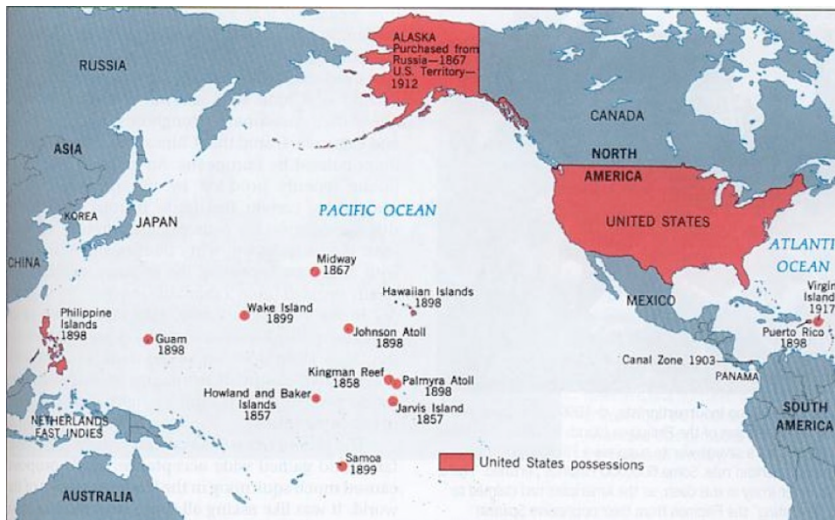 ALASKA
Purchased from
Russia—1867
U.S. Territory—
1912
RUSSIA
CANADA
ASIA
NORTH
AMERICA
KOREA
JAPAN
PACIFIC OCEAN
UNITED STATES
CHINA
ATLANTI
OCEAN
Midway
1867
Hawaiian Islands
1898
MEXICO
Virgin
Island
1917
Philippine
Islands
1898
Wake Island
1899
Guam
1898
Johnson Atoll
1898
Puerto Rico
1898
Kingman Reef
1858
Canal Zone 1903
PANAMA
Palmyra Atoll
1898
Howland and Baker
Islands
1857
Jarvis Island
1857
NETHERLANDS
EAST INDIES
SOUTH
AMERICA
Samoa
1899
United States possessions
AUSTRALIA